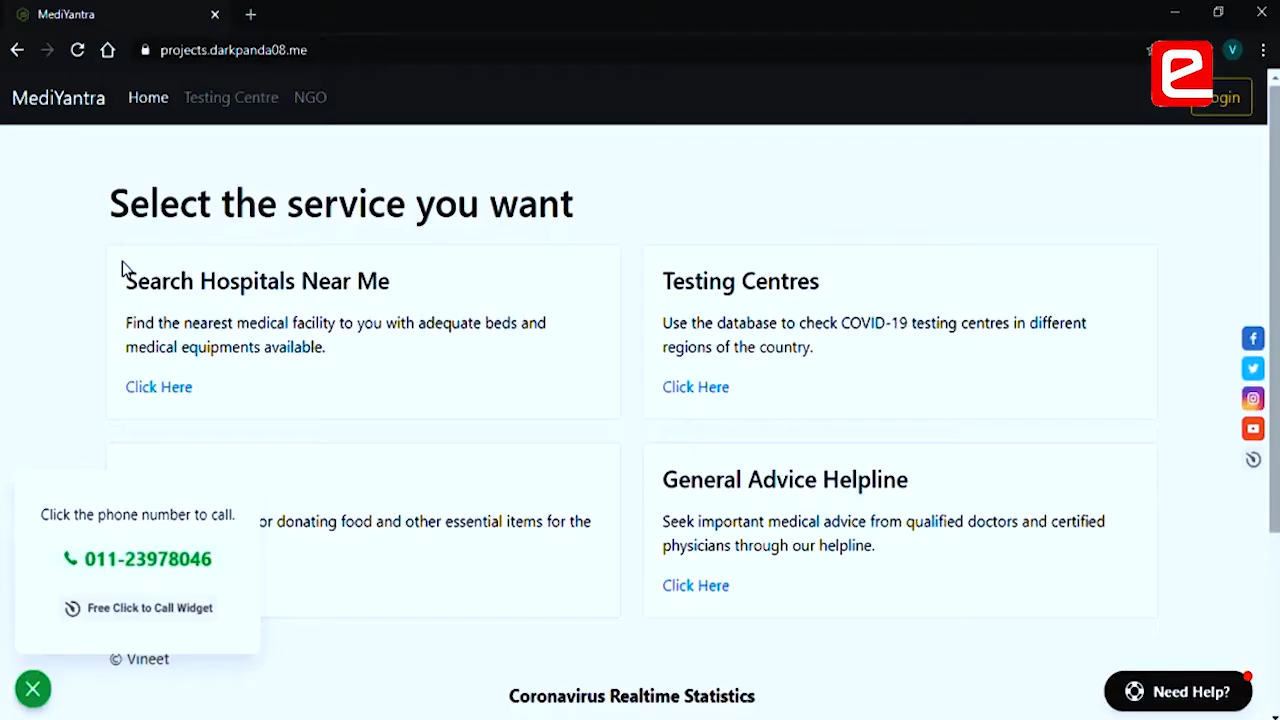 MediYantra
projects.darkpanda08.me
V
MediYantra Home Testing Centre NGO
e
Select the service you want
Search Hospitals Near Me
Find the nearest medical facility to you with adequate beds and
medical equipments available.
Click Here
Testing Centres
Use the database to check COVID-19 testing centres in different
regions of the country.
Click Here
or donating food and other essential items for the
General Advice Helpline
Seek important medical advice from qualified doctors and certified
physicians through our helpline.
Click Here
Click the phone number to call.
011-23978046
Free Click to Call Widget
© Vineet
Coronavirus Realtime Statistics
Need Help?